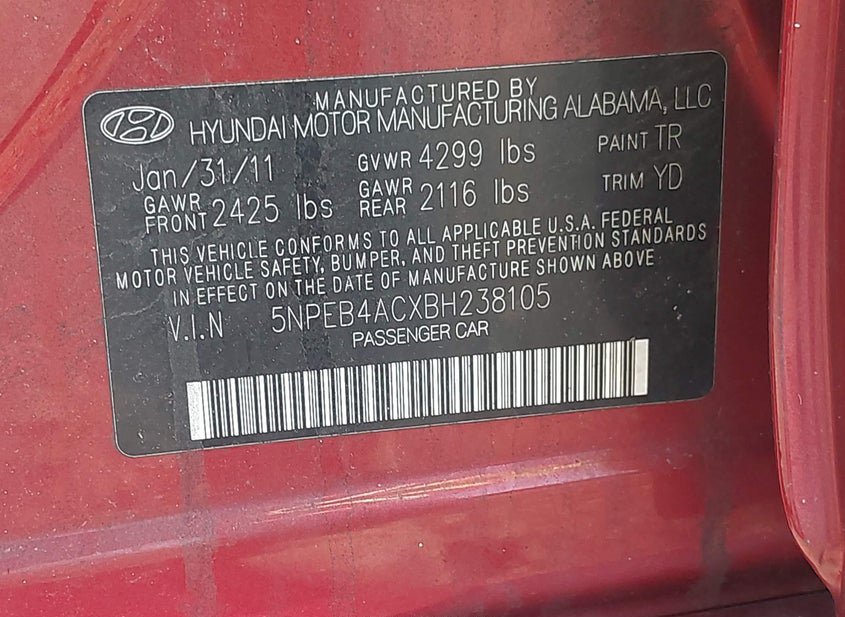 MANUFACTURED BY
HYUNDAI MOTOR MANUFACTURING ALABAMA, LLC
Jan/31/11 GVWR 4299 lbs PAINT TR
GAWR FRONT 2425 lbs GAWR REAR 2116 lbs TRIM YD
THIS VEHICLE CONFORMS TO ALL APPLICABLE U.S.A. FEDERAL
MOTOR VEHICLE SAFETY, BUMPER, AND THEFT PREVENTION STANDARDS
IN EFFECT ON THE DATE OF MANUFACTURE SHOWN ABOVE
V.I.N 5NPEB4ACXBH238105
PASSENGER CAR